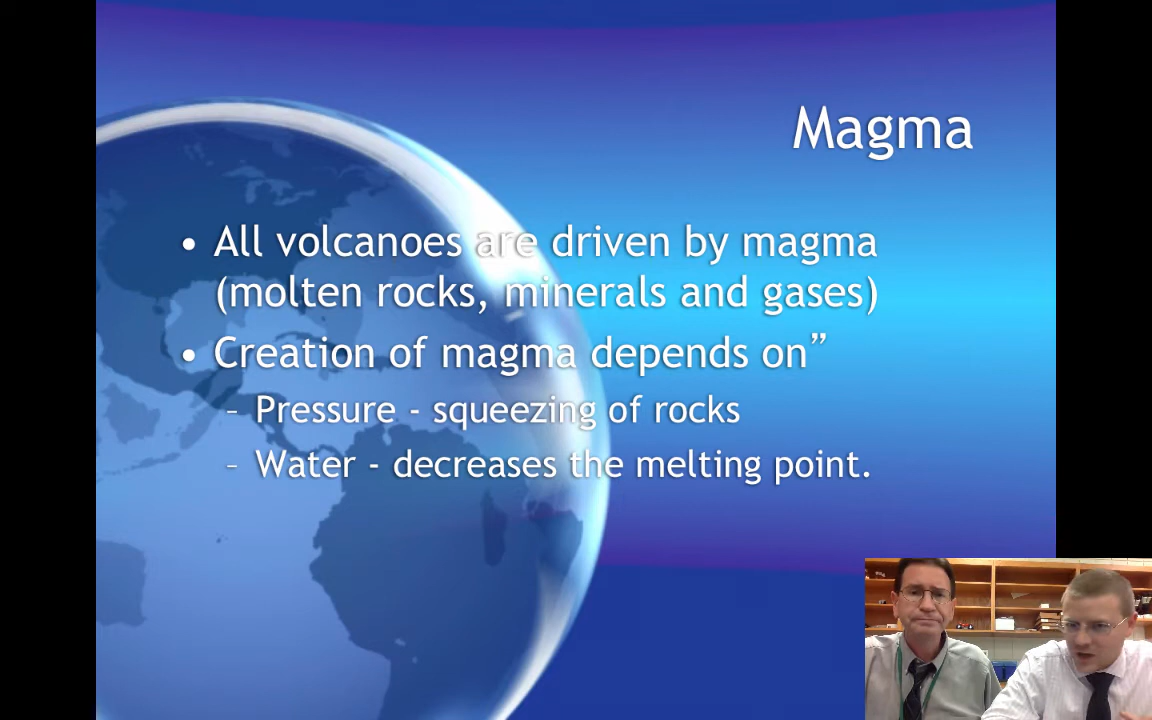 Magma
• All volcanoes are driven by magma
(molten rocks, minerals and gases)
• Creation of magma depends on”
– Pressure - squeezing of rocks
– Water - decreases the melting point.